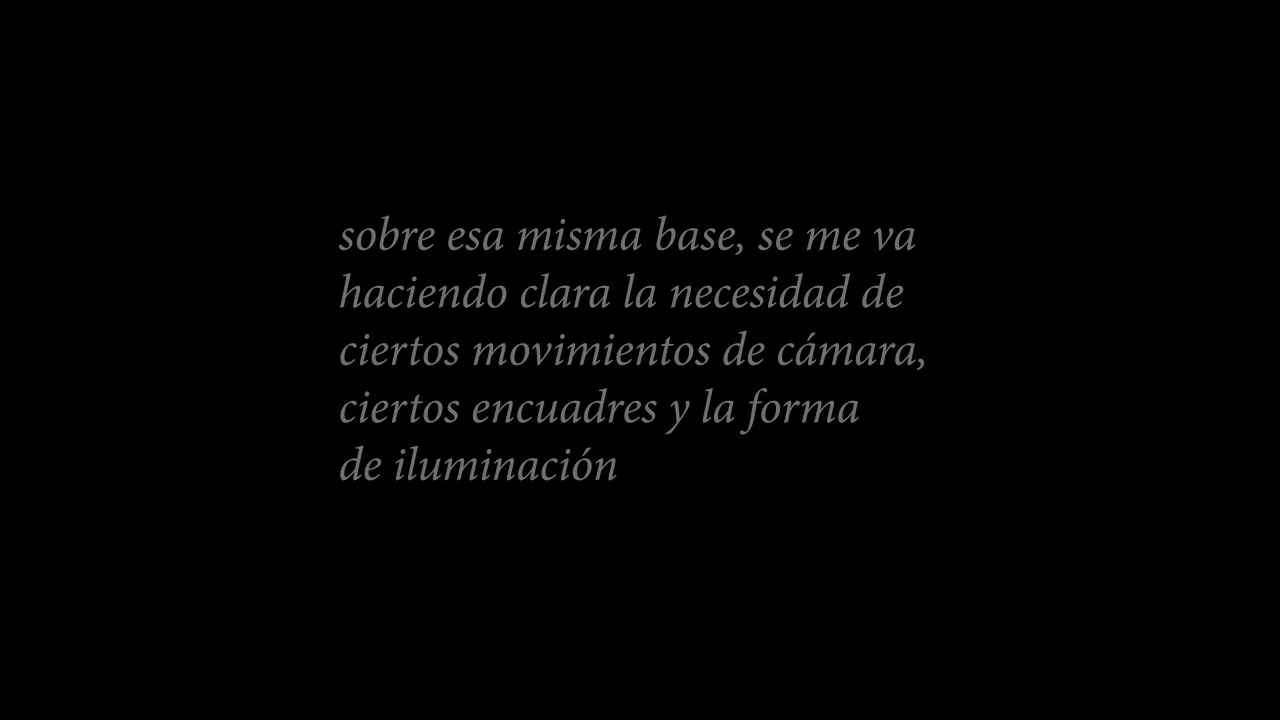 sobre esa misma base, se me va
haciendo clara la necesidad de
ciertos movimientos de cámara,
ciertos encuadres y la forma
de iluminación